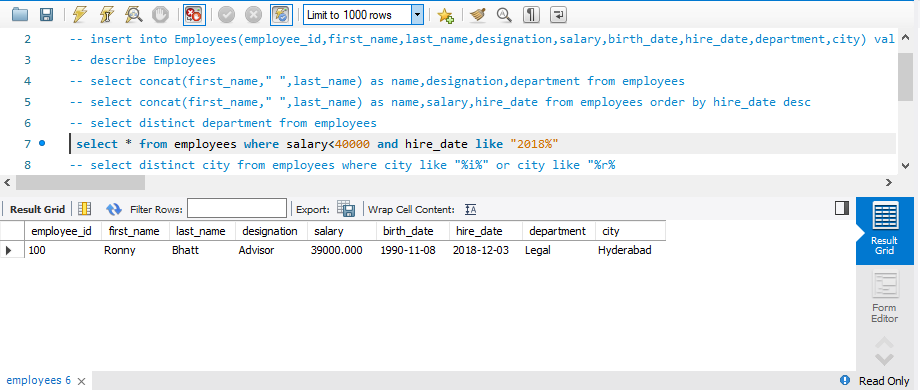 Limit to 1000 rows
2 -- insert into Employees(employee_id,first_name,last_name,designation,salary,birth_date,hire_date,department,city) val
3 -- describe Employees
4 -- select concat(first_name," ",last_name) as name,designation,department from employees
5 -- select concat(first_name," ",last_name) as name,salary,hire_date from employees order by hire_date desc
6 -- select distinct department from employees
7 select * from employees where salary<40000 and hire_date like "2018%"
8 -- select distinct city from employees where city like "%i%" or city like "%r%
Result Grid Filter Rows: Export: Wrap Cell Content: IA
employee_id first_name last_name designation salary birth_date hire_date department city
100 Ronny Bhatt Advisor 39000.000 1990-11-08 2018-12-03 Legal Hyderabad
Result
Grid
Form
Editor
employees 6 Read Only